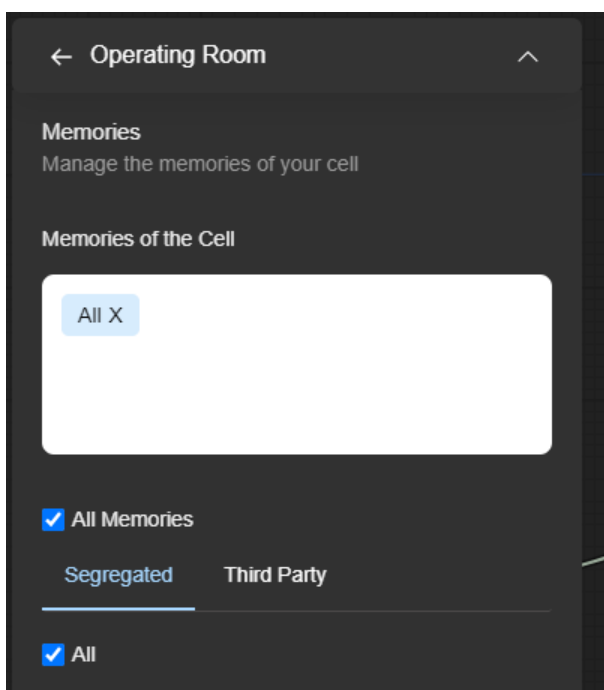 Operating Room
Memories
Manage the memories of your cell
Memories of the Cell
All X
All Memories
Segregated Third Party
All